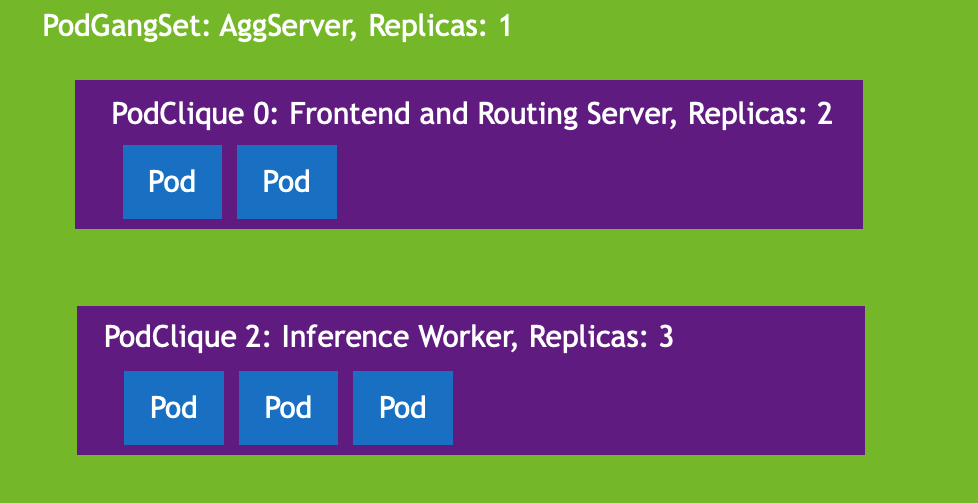 PodGangSet: AggServer, Replicas: 1
PodClique 0: Frontend and Routing Server, Replicas: 2
Pod Pod
PodClique 2: Inference Worker, Replicas: 3
Pod Pod Pod